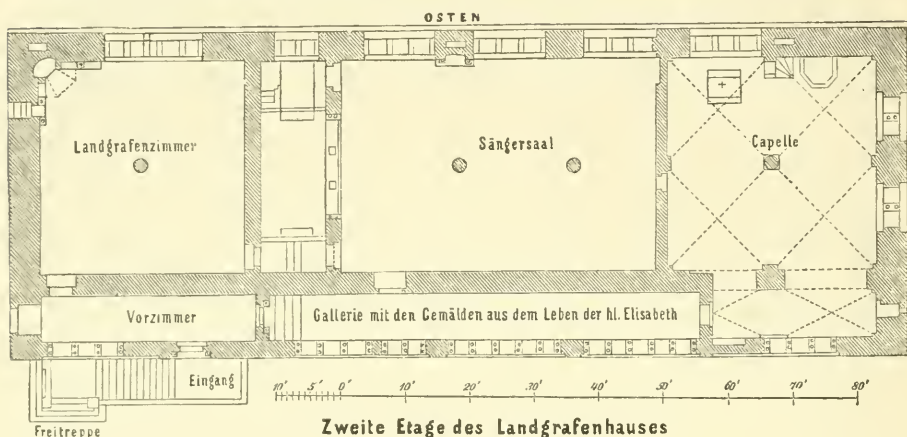 OSTEN
Landgrafenzimmer
Sängersaal
Capelle
Vorzimmer
Gallerie mit den Gemälden aus dem Leben der hl. Elisabeth
Eingang
10' 5' 0' 10' 20' 30' 40' 50' 60' 70' 80'
Freitreppe
Zweite Etage des Landgrafenhauses